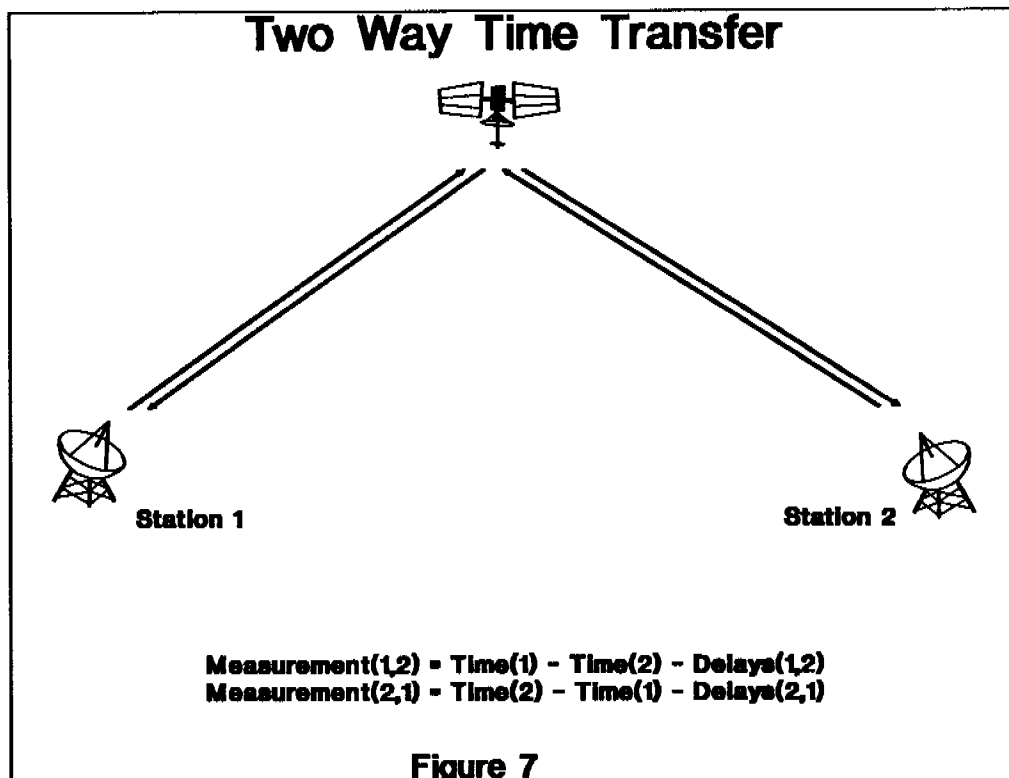 Two Way Time Transfer
Station 1
Station 2
Measurement(1,2) = Time(1) - Time(2) - Delays(1,2)
Measurement(2,1) = Time(2) - Time(1) - Delays(2,1)
Figure 7